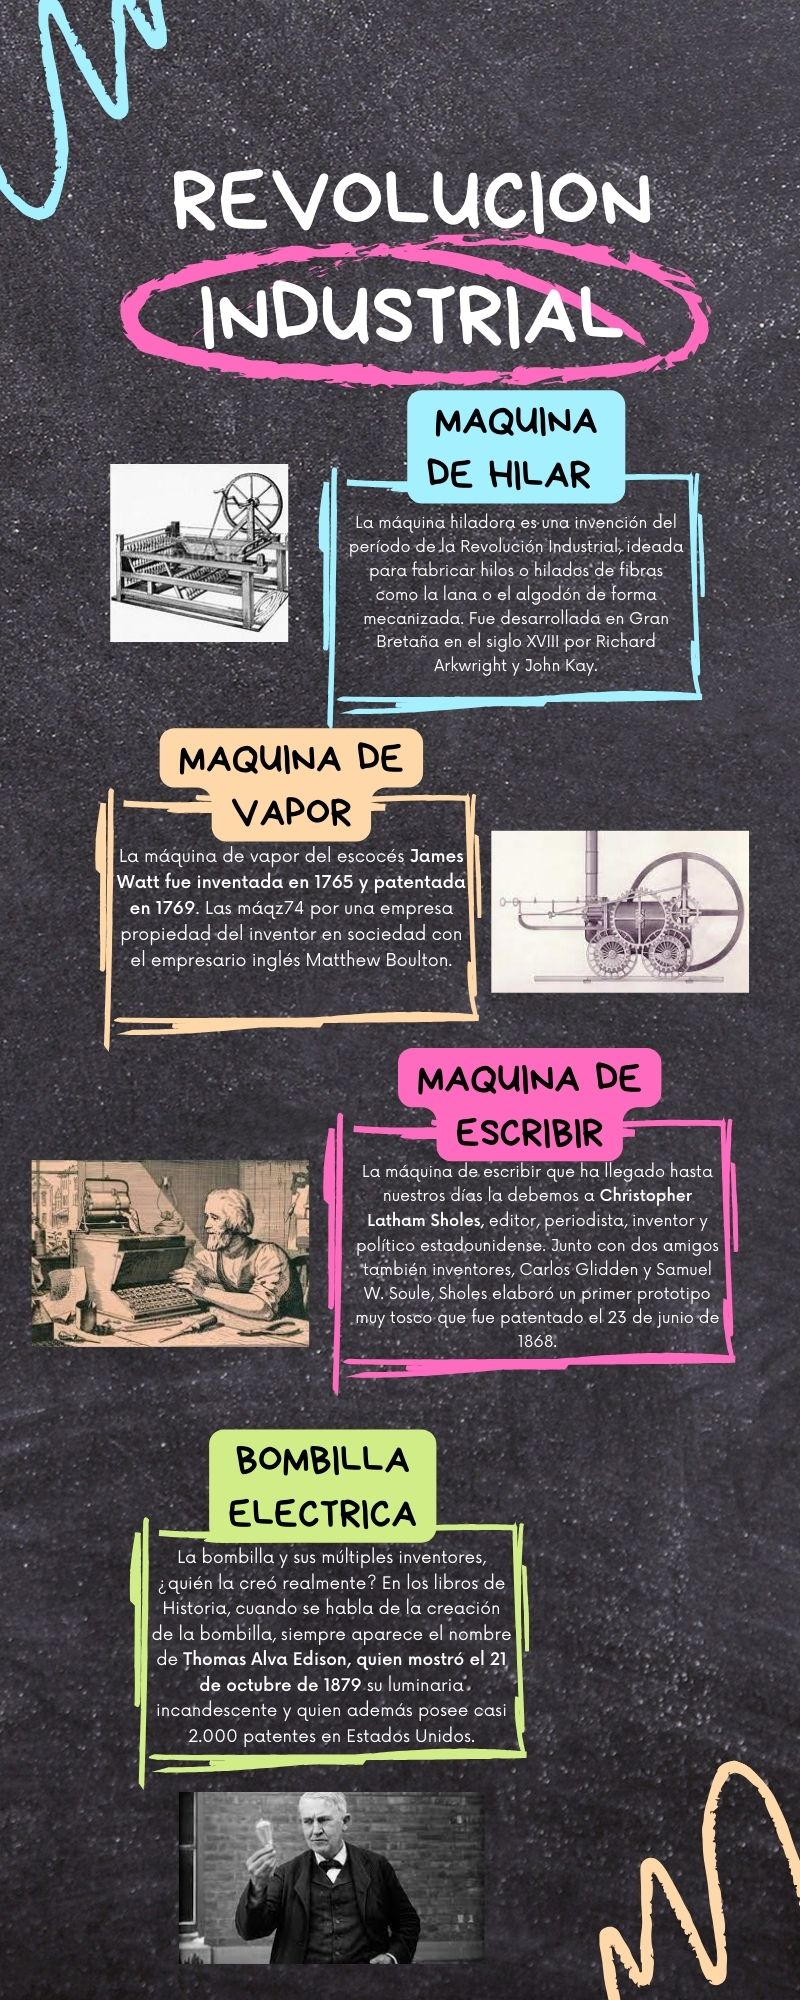 REVOLUCION
INDUSTRIAL
MAQUINA
DE HILAR
La máquina hiladora es una invención del
período de la Revolución Industrial, ideada
para fabricar hilos o hilados de fibras
como la lana o el algodón de forma
mecanizada. Fue desarrollada en Gran
Bretaña en el siglo XVIII por Richard
Arkwright y John Kay.
MAQUINA DE
VAPOR
La máquina de vapor del escocés James
Watt fue inventada en 1765 y patentada
en 1769. Las máqz74 por una empresa
propiedad del inventor en sociedad con
el empresario inglés Matthew Boulton.
MAQUINA DE
ESCRIBIR
La máquina de escribir que ha llegado hasta
nuestros días la debemos a Christopher
Latham Sholes, editor, periodista, inventor y
político estadounidense. Junto con dos amigos
también inventores, Carlos Glidden y Samuel
W. Soule, Sholes elaboró un primer prototipo
muy tosco que fue patentado el 23 de junio de
1868.
BOMBILLA
ELECTRICA
La bombilla y sus múltiples inventores,
¿quién la creó realmente? En los libros de
Historia, cuando se habla de la creación
de la bombilla, siempre aparece el nombre
de Thomas Alva Edison, quien mostró el 21
de octubre de 1879 su luminaria
incandescente y quien además posee casi
2.000 patentes en Estados Unidos.